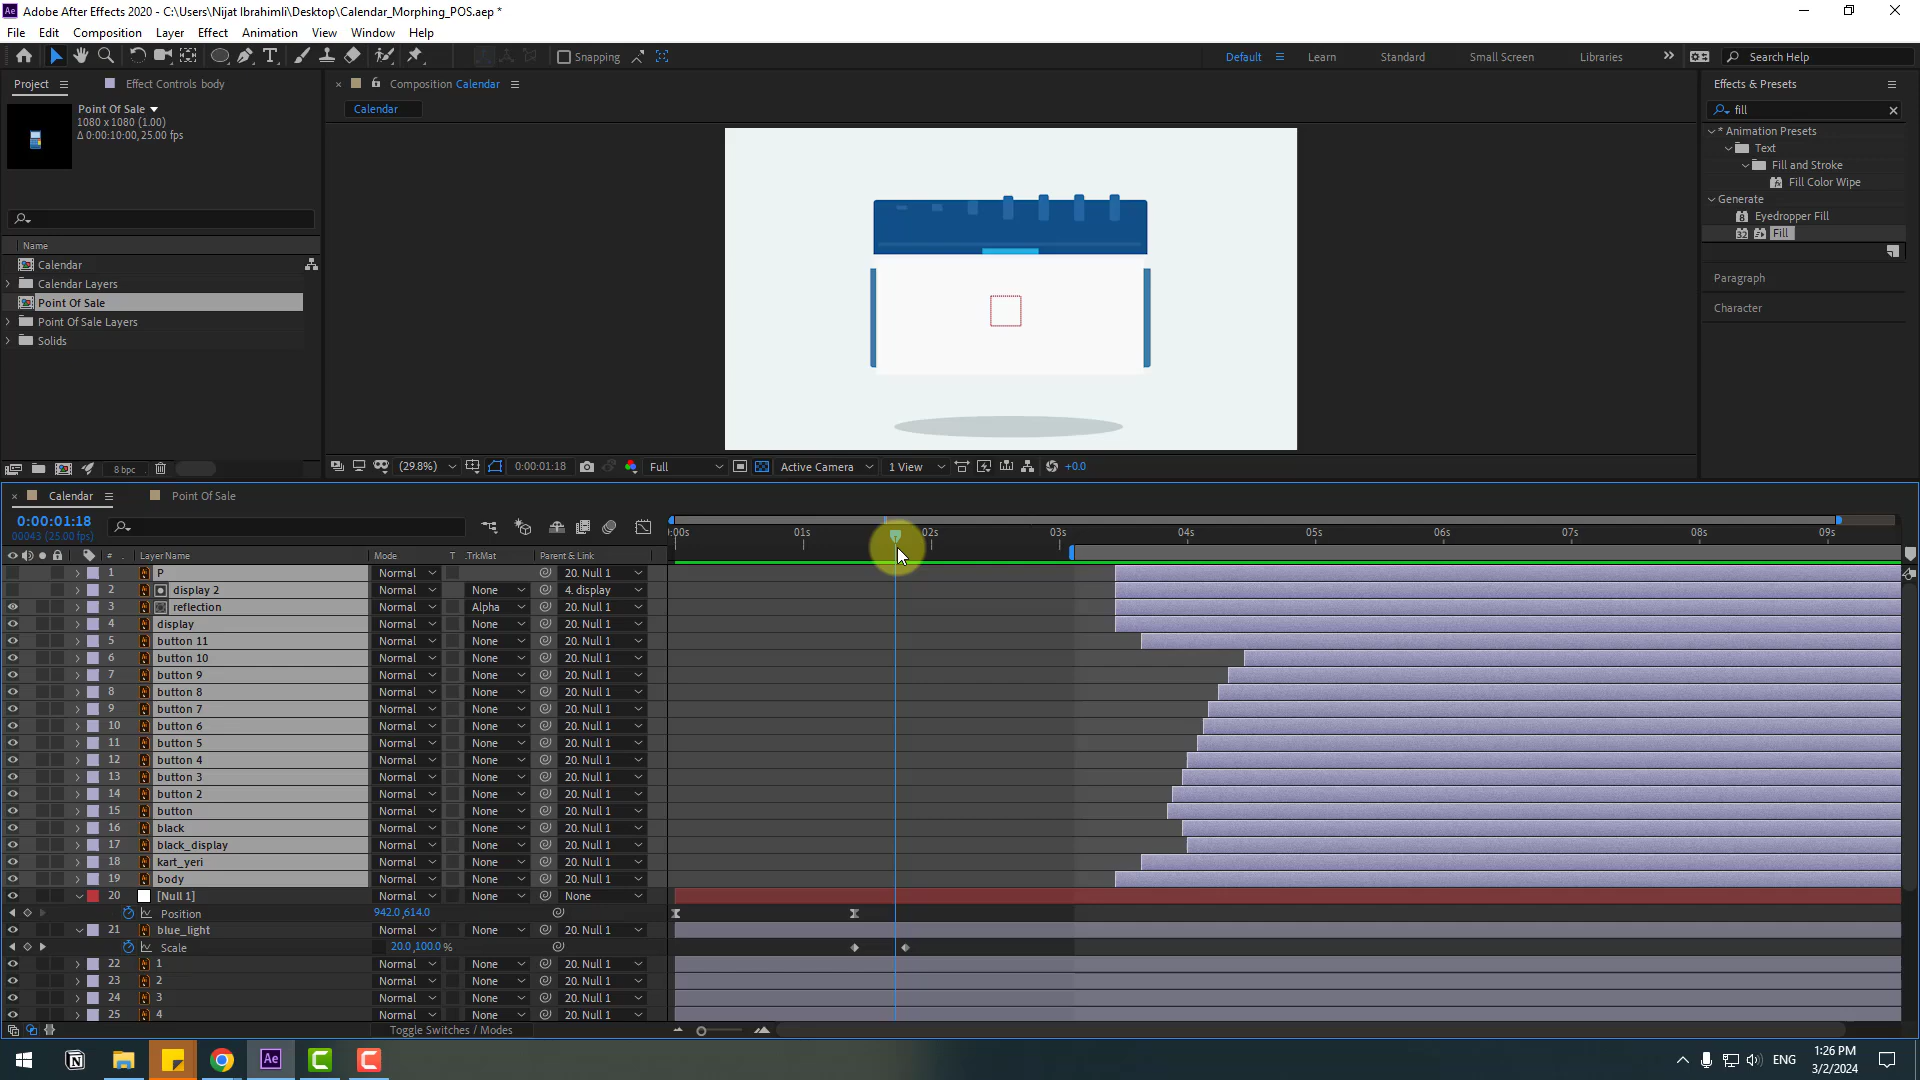 Adobe After Effects 2020 - C:\Users\Nijat Ibrahimli\Desktop\Calendar_Morphing_POS.aep *
File Edit Composition Layer Effect Animation View Window Help
Snapping Default Learn Standard Small Screen Libraries Search Help
Project Effect Controls body
Point Of Sale
1080 x 1080 (1.00)
Δ 0:00:10:00, 25.00 fps
Name
Calendar
Calendar Layers
Point Of Sale
Point Of Sale Layers
Solids
8 bpc
Composition Calendar
Calendar
(29.8%) 0:00:01:18 Full Active Camera 1 View +0.0
Effects & Presets
fill
* Animation Presets
Text
Fill and Stroke
Fill Color Wipe
Generate
Eyedropper Fill
Fill
Paragraph
Character
Calendar Point Of Sale
0:00:01:18
00043 (25.00 fps)
:00s 01s 02s 03s 04s 05s 06s 07s 08s 09s
# Layer Name Mode T .TrkMat Parent & Link
1 P Normal 20. Null 1
2 display 2 Normal None 4. display
3 reflection Normal Alpha 20. Null 1
4 display Normal None 20. Null 1
5 button 11 Normal None 20. Null 1
6 button 10 Normal None 20. Null 1
7 button 9 Normal None 20. Null 1
8 button 8 Normal None 20. Null 1
9 button 7 Normal None 20. Null 1
10 button 6 Normal None 20. Null 1
11 button 5 Normal None 20. Null 1
12 button 4 Normal None 20. Null 1
13 button 3 Normal None 20. Null 1
14 button 2 Normal None 20. Null 1
15 button Normal None 20. Null 1
16 black Normal None 20. Null 1
17 black_display Normal None 20. Null 1
18 kart_yeri Normal None 20. Null 1
19 body Normal None 20. Null 1
20 [Null 1] Normal None None
Position 942.0,614.0
21 blue_light Normal None 20. Null 1
Scale 20.0,100.0%
22 1 Normal None 20. Null 1
23 2 Normal None 20. Null 1
24 3 Normal None 20. Null 1
25 4 Normal None 20. Null 1
Toggle Switches / Modes
ENG
1:26 PM
3/2/2024